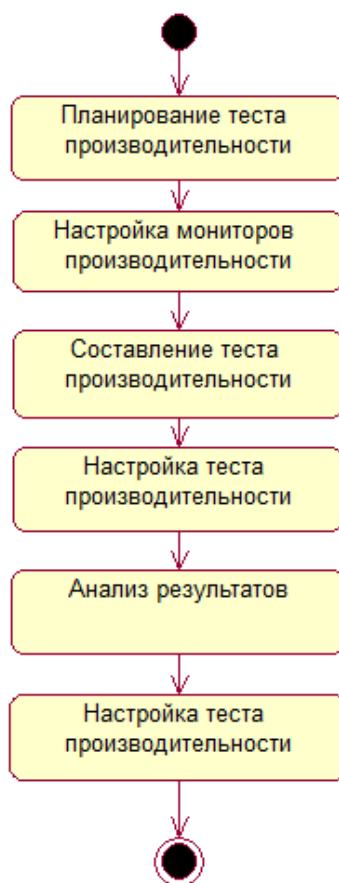 Планирование теста
производительности
Настройка мониторов
производительности
Составление теста
производительности
Настройка теста
производительности
Анализ результатов
Настройка теста
производительности